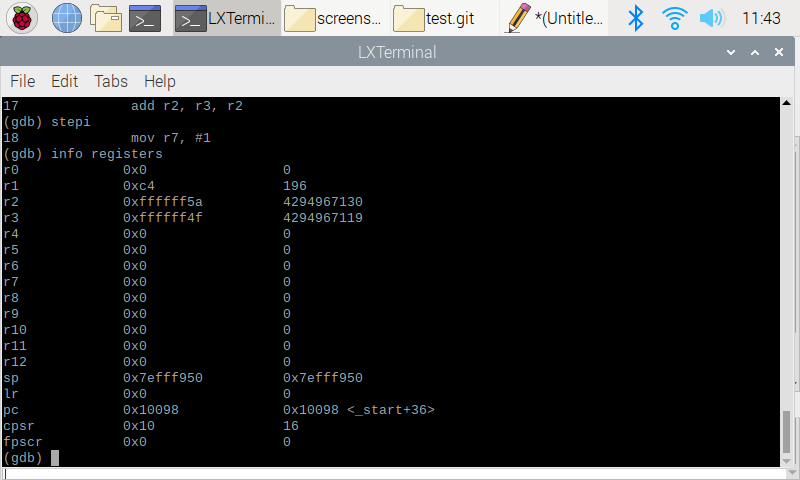 LXTermi... screens... test.git *(Untitle... 11:43
LXTerminal
File Edit Tabs Help
17 add r2, r3, r2
(gdb) stepi
18 mov r7, #1
(gdb) info registers
r0 0x0 0
r1 0xc4 196
r2 0xffffff5a 4294967130
r3 0xffffff4f 4294967119
r4 0x0 0
r5 0x0 0
r6 0x0 0
r7 0x0 0
r8 0x0 0
r9 0x0 0
r10 0x0 0
r11 0x0 0
r12 0x0 0
sp 0x7efff950 0x7efff950
lr 0x0 0
pc 0x10098 0x10098 <_start+36>
cpsr 0x10 16
fpscr 0x0 0
(gdb)